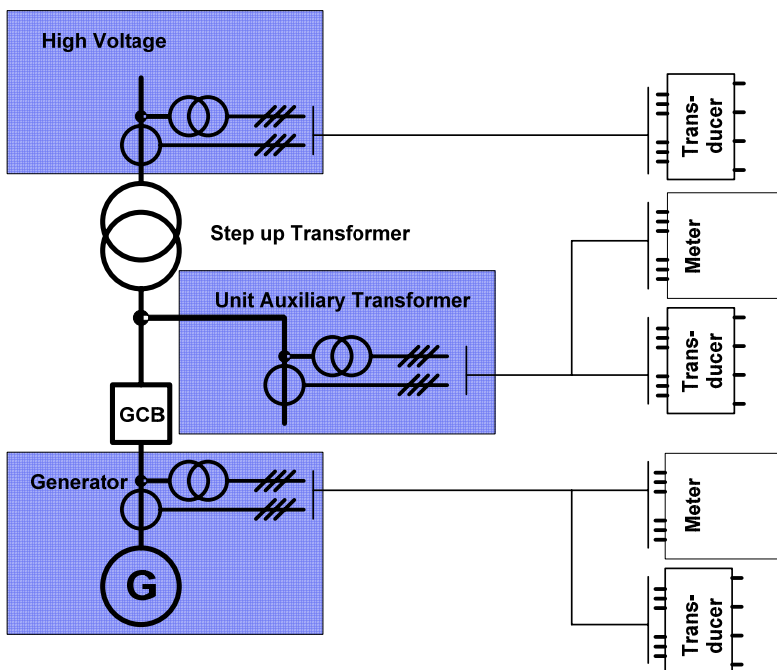 High Voltage
Trans-
ducer
Step up Transformer
Meter
Unit Auxiliary Transformer
Trans-
ducer
GCB
Generator
Meter
G
Trans-
ducer